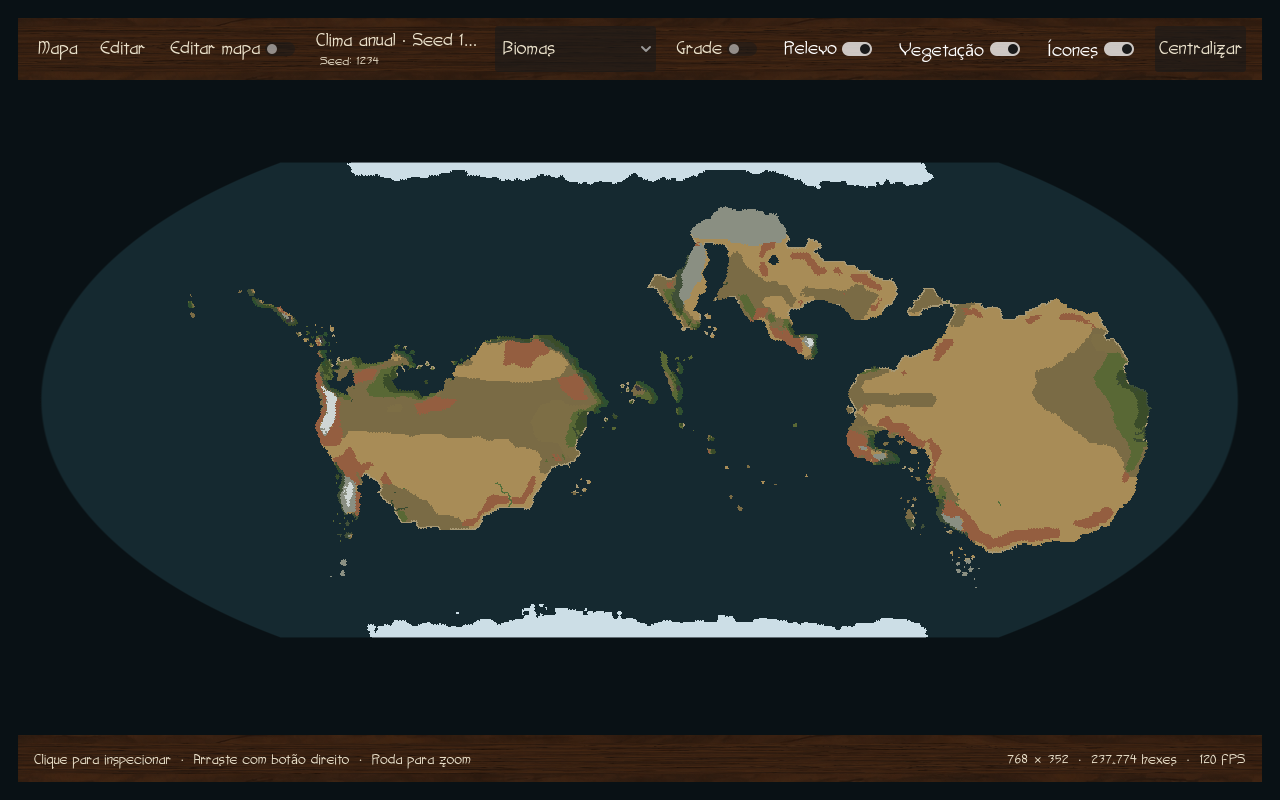 Mapa Editar Editar mapa Clima anual · Seed 1... Biomas Grade Relevo Vegetação Ícones Centralizar
Seed: 1234
Clique para inspecionar · Arraste com botão direito · Roda para zoom 768 × 352 · 237.774 hexes · 120 FPS